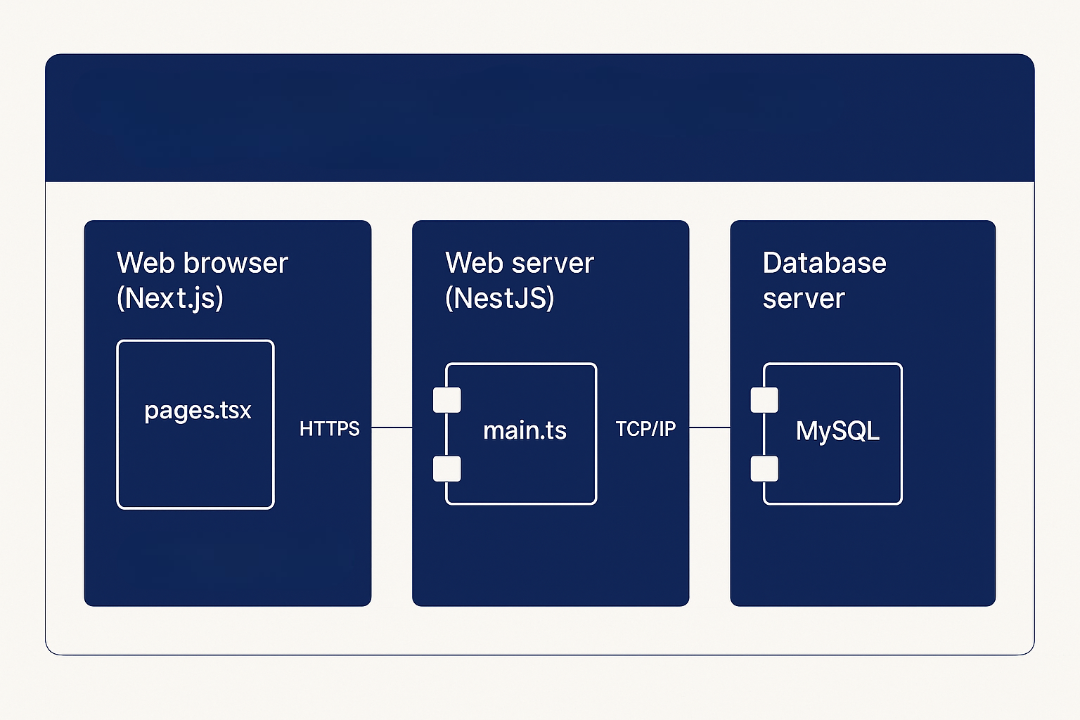 Web browser
(Next.js)
pages.tsx
HTTPS
Web server
(NestJS)
main.ts
TCP/IP
Database
server
MySQL